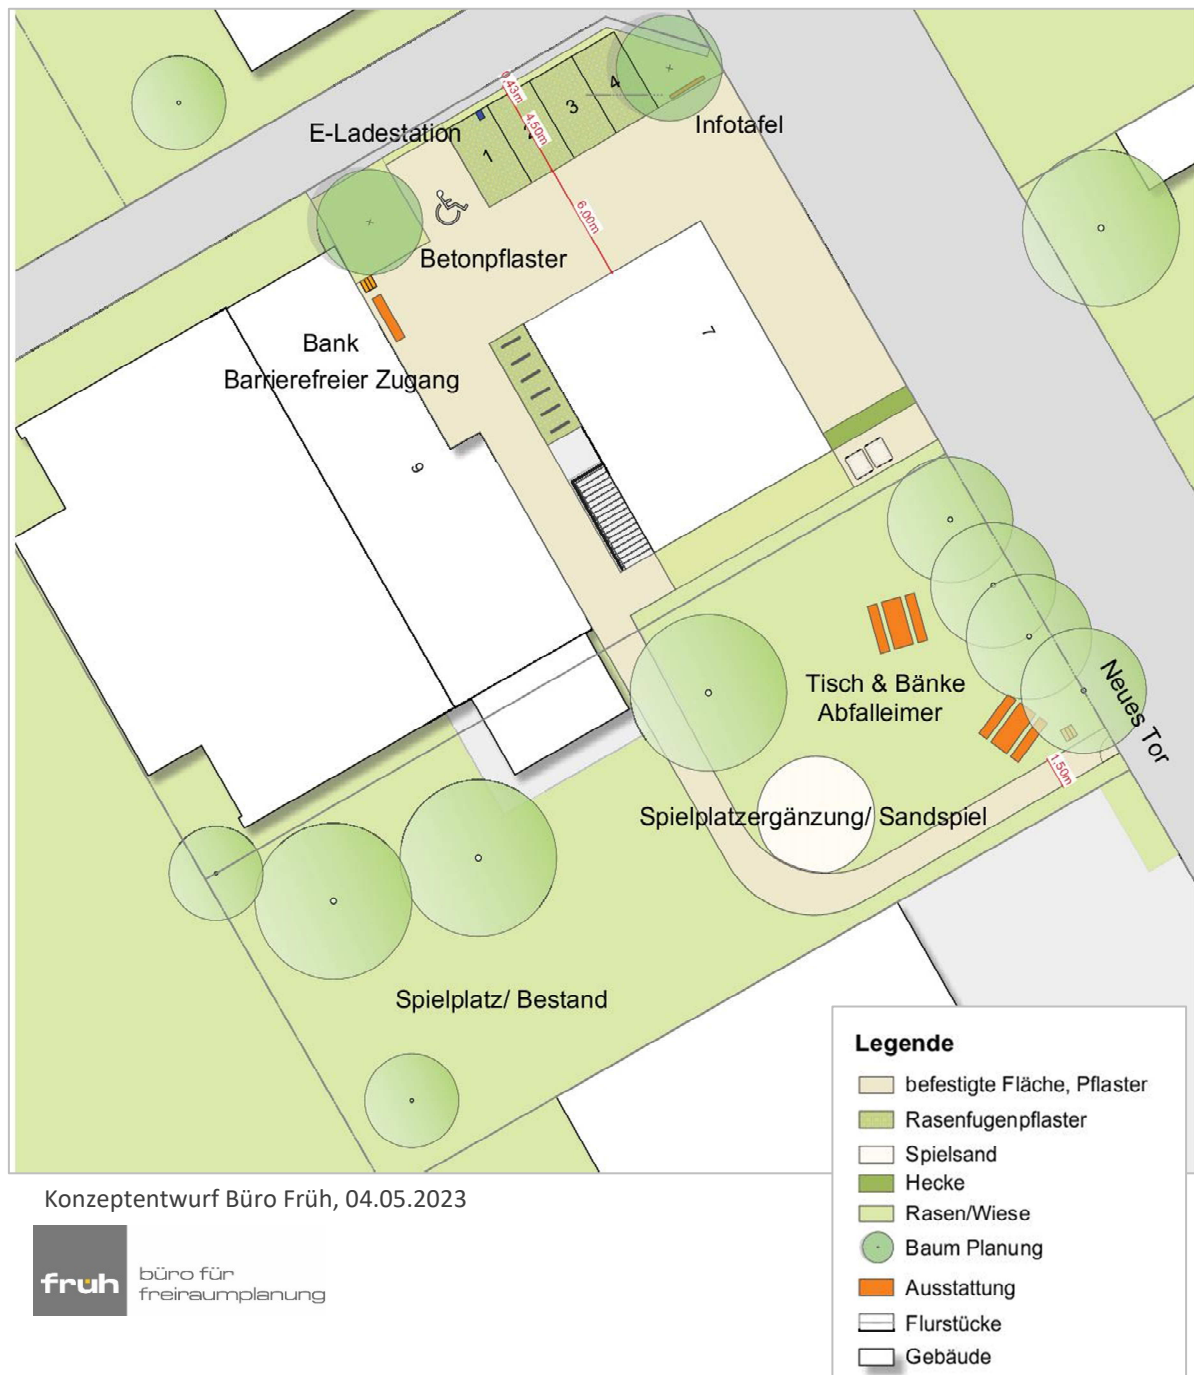 0,43m
4,50m
6,00m
1
2
3
4
E-Ladestation
Infotafel
Betonpflaster
7
Bank
Barrierefreier Zugang
9
Tisch & Bänke
Abfalleimer
Neues Tor
1,50m
Spielplatzergänzung/ Sandspiel
Spielplatz/ Bestand
Legende
befestigte Fläche, Pflaster
Rasenfugenpflaster
Spielsand
Hecke
Rasen/Wiese
Baum Planung
Ausstattung
Flurstücke
Gebäude
Konzeptentwurf Büro Früh, 04.05.2023
früh
büro für
freiraumplanung